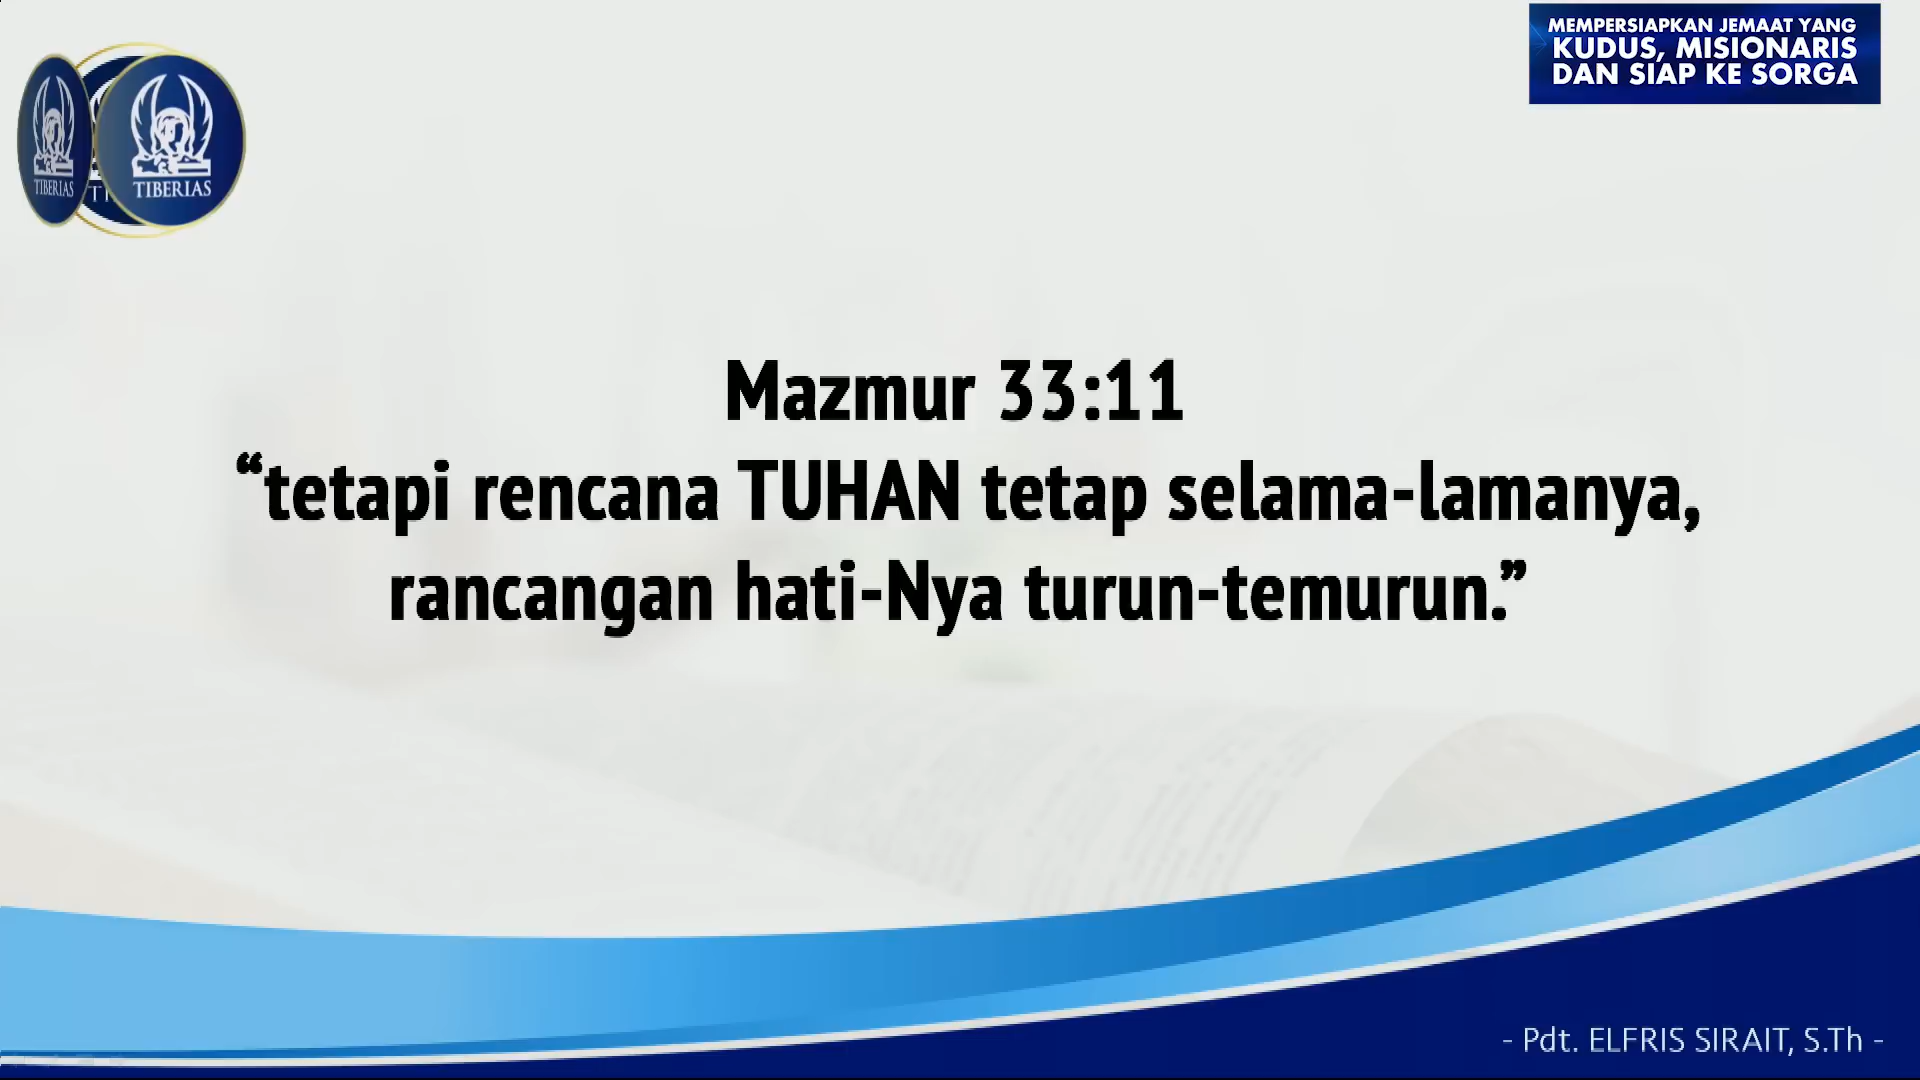 MEMPERSIAPKAN JEMAAT YANG
KUDUS, MISIONARIS
DAN SIAP KE SORGA
TIBERIAS
TIBERIAS
Mazmur 33:11
“tetapi rencana TUHAN tetap selama-lamanya,
rancangan hati-Nya turun-temurun.”
- Pdt. ELFRIS SIRAIT, S.Th -